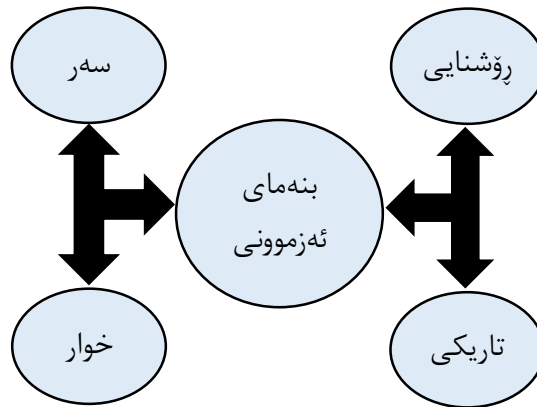 ڕۆشنایی
سەر
بنەمای
ئەزموونی
تاریکی
خوار